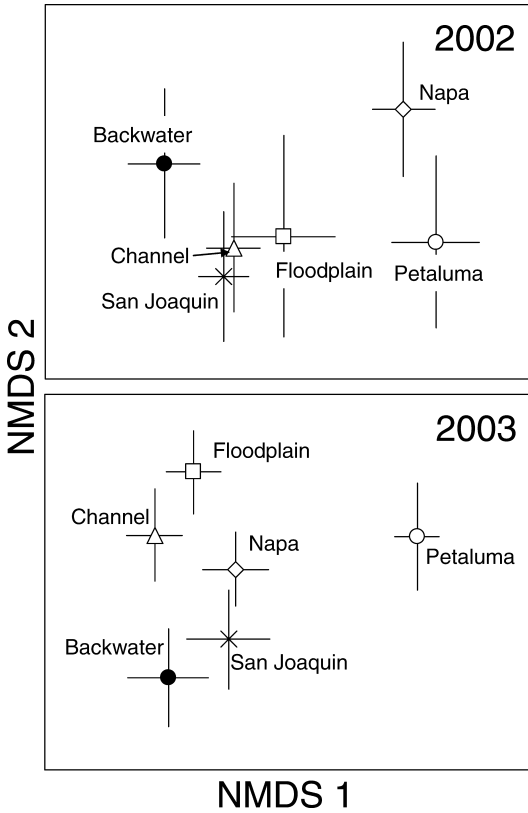 2002
Napa
Backwater
Channel
Floodplain
Petaluma
San Joaquin
NMDS 2
2003
Floodplain
Channel
Napa
Petaluma
Backwater
San Joaquin
NMDS 1